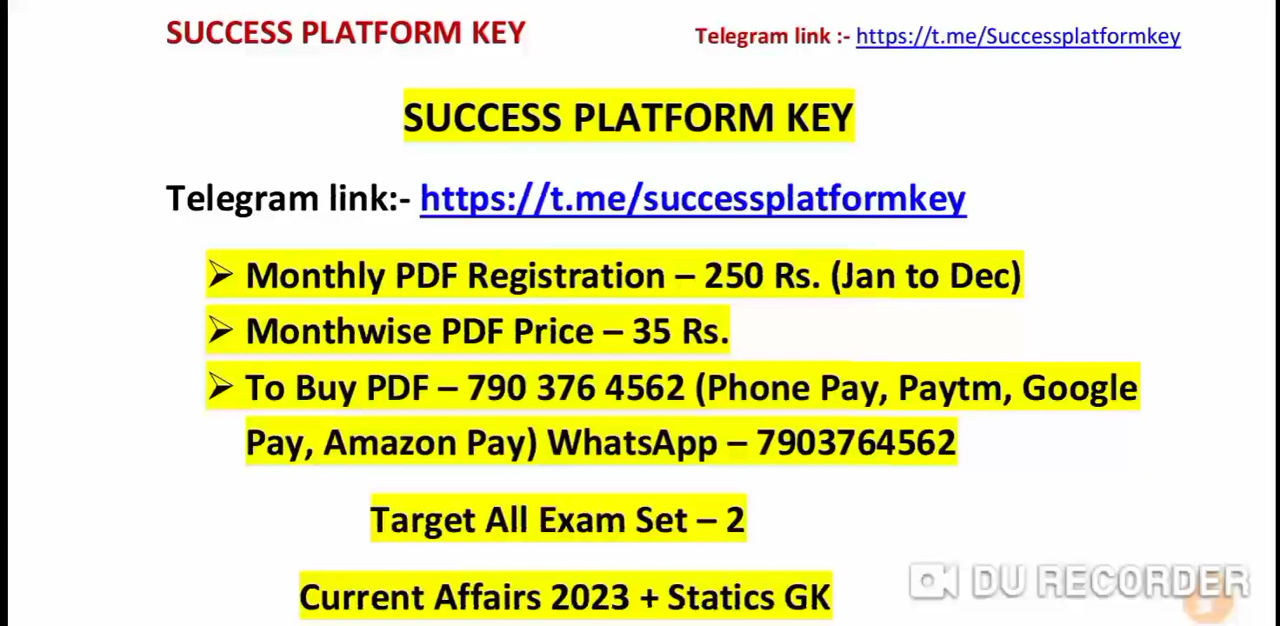 SUCCESS PLATFORM KEY
Telegram link :- https://t.me/Successplatformkey
SUCCESS PLATFORM KEY
Telegram link:- https://t.me/successplatformkey
➢ Monthly PDF Registration – 250 Rs. (Jan to Dec)
➢ Monthwise PDF Price – 35 Rs.
➢ To Buy PDF – 790 376 4562 (Phone Pay, Paytm, Google
Pay, Amazon Pay) WhatsApp – 7903764562
Target All Exam Set – 2
Current Affairs 2023 + Statics GK
DU RECORDER